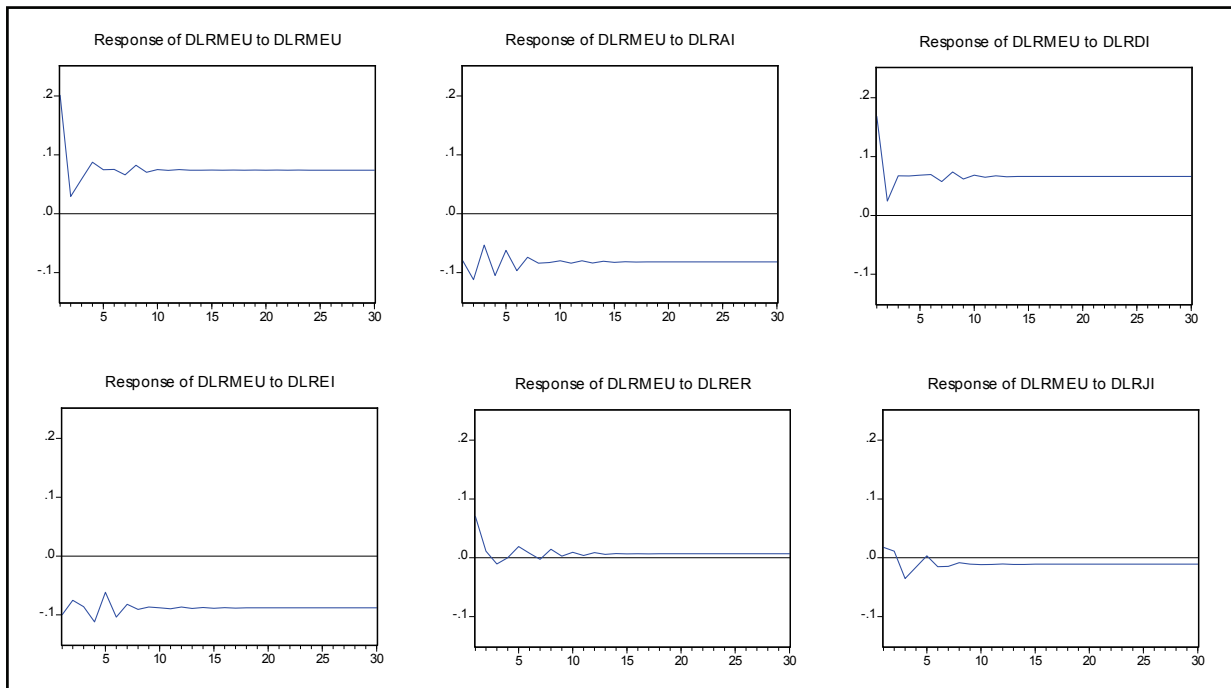 Response of DLRMEU to DLRMEU
.2
.1
.0
-.1
5 10 15 20 25 30
Response of DLRMEU to DLRAI
.2
.1
.0
-.1
5 10 15 20 25 30
Response of DLRMEU to DLRDI
.2
.1
.0
-.1
5 10 15 20 25 30
Response of DLRMEU to DLREI
.2
.1
.0
-.1
5 10 15 20 25 30
Response of DLRMEU to DLRER
.2
.1
.0
-.1
5 10 15 20 25 30
Response of DLRMEU to DLRJI
.2
.1
.0
-.1
5 10 15 20 25 30